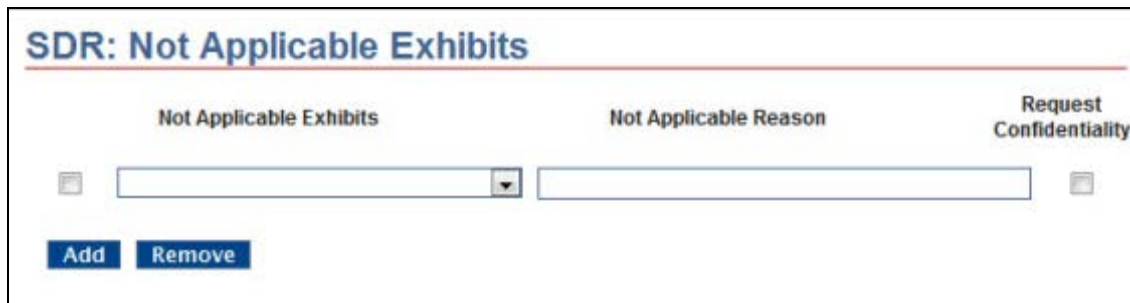 SDR: Not Applicable Exhibits
Not Applicable Exhibits Not Applicable Reason Request Confidentiality
Add Remove